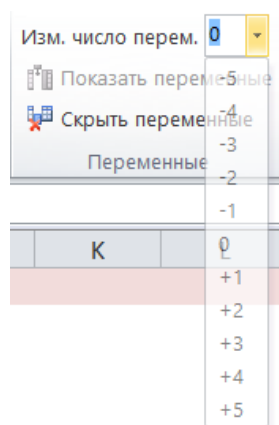 Изм. число перем. 0
Показать переменные
Скрыть переменные
Переменные
-5
-4
-3
-2
-1
0
+1
+2
+3
+4
+5
K L